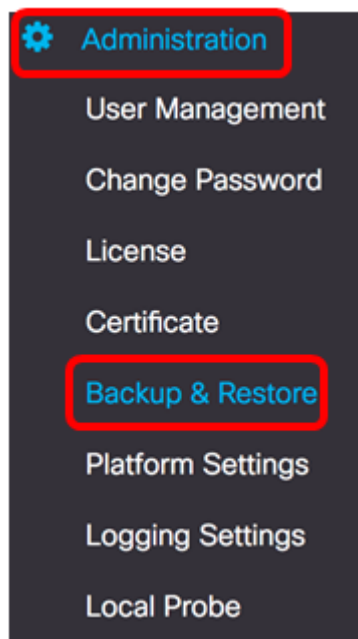 Administration
User Management
Change Password
License
Certificate
Backup & Restore
Platform Settings
Logging Settings
Local Probe